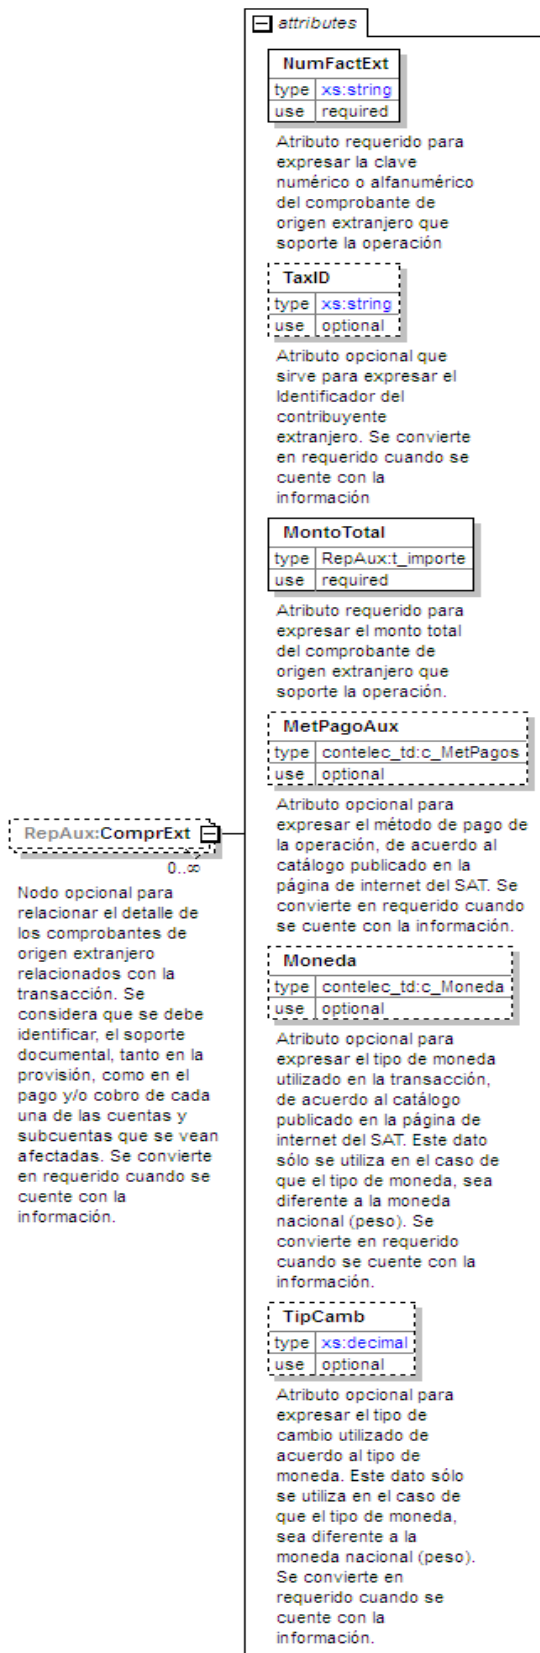 attributes
NumFactExt
type xs:string
use required
Atributo requerido para
expresar la clave
numérico o alfanumérico
del comprobante de
origen extranjero que
soporte la operación
TaxID
type xs:string
use optional
Atributo opcional que
sirve para expresar el
Identificador del
contribuyente
extranjero. Se convierte
en requerido cuando se
cuente con la
información
MontoTotal
type RepAux:t_importe
use required
Atributo requerido para
expresar el monto total
del comprobante de
origen extranjero que
soporte la operación.
MetPagoAux
type contelec_td:c_MetPagos
use optional
Atributo opcional para
expresar el método de pago de
la operación, de acuerdo al
catálogo publicado en la
página de internet del SAT. Se
convierte en requerido cuando
se cuente con la información.
Moneda
type contelec_td:c_Moneda
use optional
Atributo opcional para
expresar el tipo de moneda
utilizado en la transacción,
de acuerdo al catálogo
publicado en la página de
internet del SAT. Este dato
sólo se utiliza en el caso de
que el tipo de moneda, sea
diferente a la moneda
nacional (peso). Se
convierte en requerido
cuando se cuente con la
información.
TipCamb
type xs:decimal
use optional
Atributo opcional para
expresar el tipo de
cambio utilizado de
acuerdo al tipo de
moneda. Este dato sólo
se utiliza en el caso de
que el tipo de moneda,
sea diferente a la
moneda nacional (peso).
Se convierte en
requerido cuando se
cuente con la
información.
RepAux:ComprExt
0..∞
Nodo opcional para
relacionar el detalle de
los comprobantes de
origen extranjero
relacionados con la
transacción. Se
considera que se debe
identificar, el soporte
documental, tanto en la
provisión, como en el
pago y/o cobro de cada
una de las cuentas y
subcuentas que se vean
afectadas. Se convierte
en requerido cuando se
cuente con la
información.